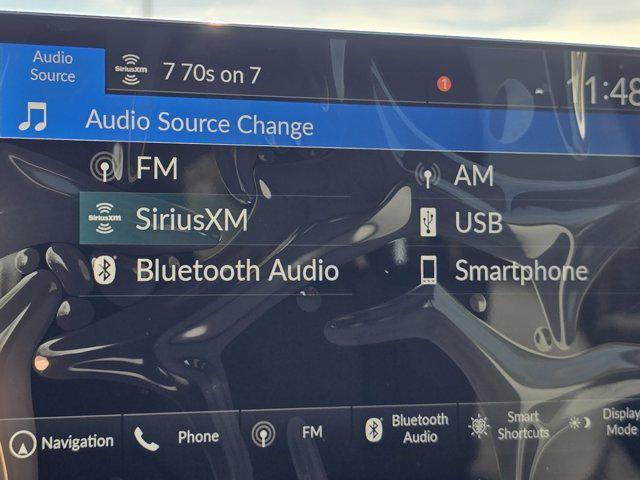 Audio
Source
SiriusXM
7 70s on 7
1
11:48
Audio Source Change
FM
AM
SiriusXM
SiriusXM
USB
Bluetooth Audio
Smartphone
Navigation
Phone
FM
Bluetooth
Audio
Smart
Shortcuts
Display
Mode